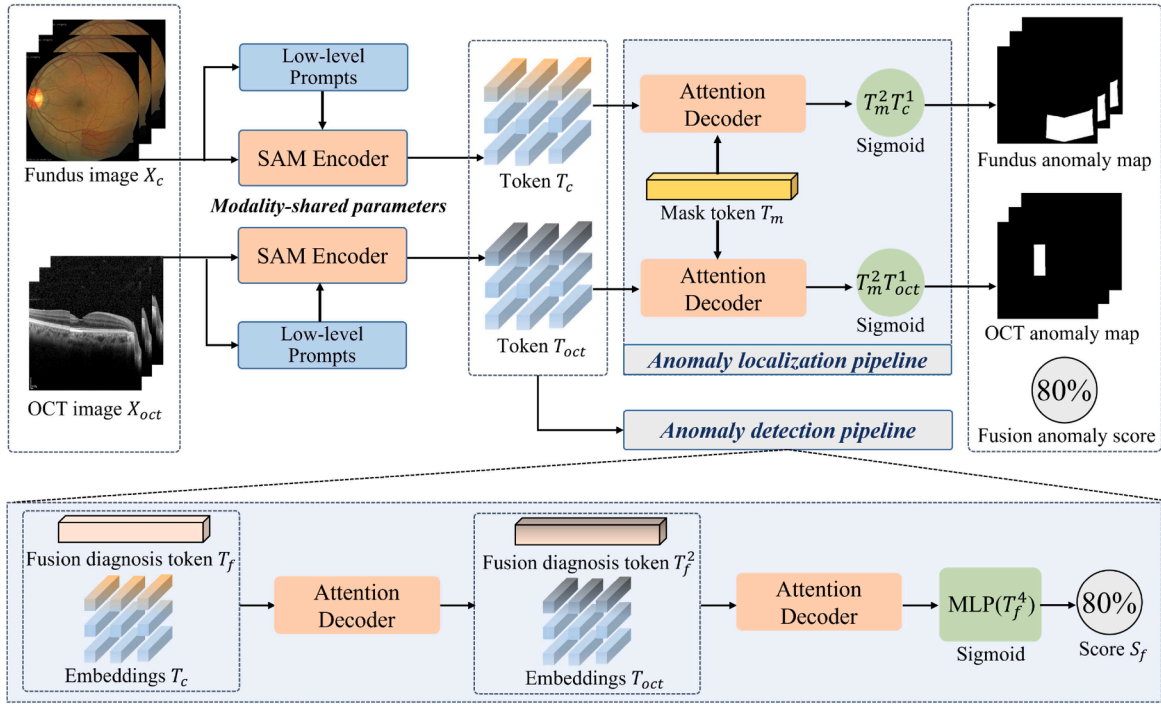 Fundus image X_c
Low-level
Prompts
SAM Encoder
Modality-shared parameters
OCT image X_oct
SAM Encoder
Low-level
Prompts
Token T_c
Token T_oct
Attention
Decoder
T_m^2 T_c^1
Sigmoid
Mask token T_m
Attention
Decoder
T_m^2 T_oct^1
Sigmoid
Anomaly localization pipeline
Anomaly detection pipeline
Fundus anomaly map
OCT anomaly map
80%
Fusion anomaly score
Fusion diagnosis token T_f
Embeddings T_c
Attention
Decoder
Fusion diagnosis token T_f^2
Embeddings T_oct
Attention
Decoder
MLP(T_f^4)
Sigmoid
80%
Score S_f